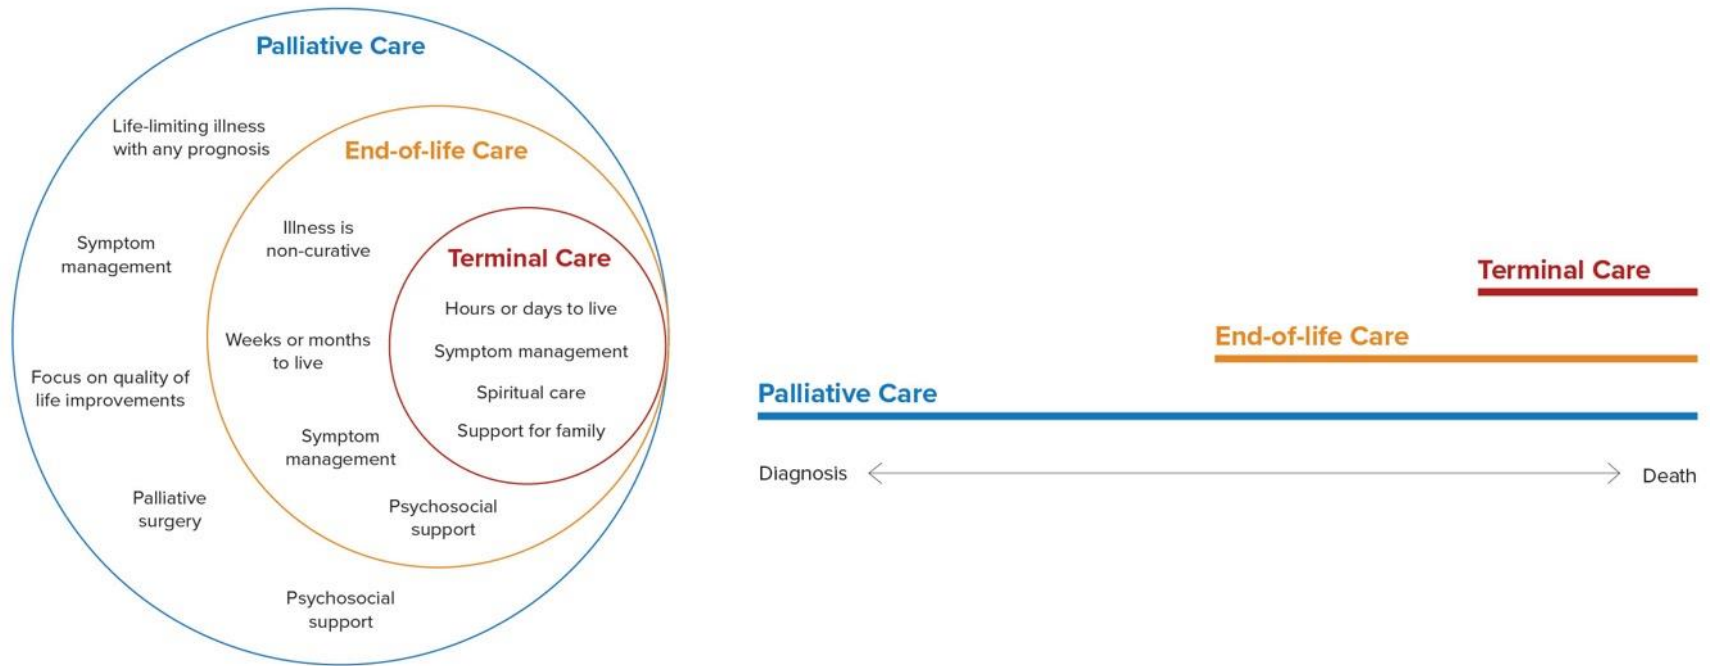 Palliative Care
Life-limiting illness
with any prognosis
Symptom
management
Focus on quality of
life improvements
Palliative
surgery
Psychosocial
support
End-of-life Care
Illness is
non-curative
Weeks or months
to live
Symptom
management
Psychosocial
support
Terminal Care
Hours or days to live
Symptom management
Spiritual care
Support for family
Terminal Care
End-of-life Care
Palliative Care
Diagnosis
Death